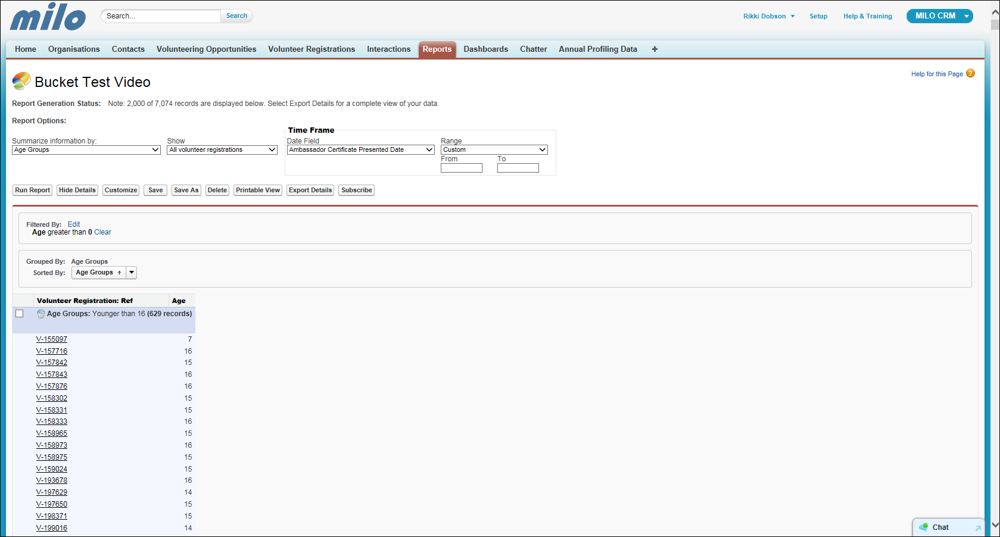 milo
Search...
Search
Rikki Dobson
Setup
Help & Training
MILO CRM
Home
Organisations
Contacts
Volunteering Opportunities
Volunteer Registrations
Interactions
Reports
Dashboards
Chatter
Annual Profiling Data
+
Bucket Test Video
Help for this Page ?
Report Generation Status: Note: 2,000 of 7,074 records are displayed below. Select Export Details for a complete view of your data.
Report Options:
Time Frame
Summarize information by:
Show
Date Field
Range
Age Groups
All volunteer registrations
Ambassador Certificate Presented Date
Custom
From
To
Run Report
Hide Details
Customize
Save
Save As
Delete
Printable View
Export Details
Subscribe
Filtered By: Edit
Age greater than 0 Clear
Grouped By: Age Groups
Sorted By: Age Groups ↑
Volunteer Registration: Ref Age
Age Groups: Younger than 16 (629 records)
V-155097 7
V-157716 16
V-157842 15
V-157843 16
V-157876 16
V-158302 15
V-158331 15
V-158333 16
V-158965 15
V-158973 16
V-158975 15
V-159024 15
V-193678 16
V-197629 14
V-197650 15
V-198371 15
V-199016 14
Chat